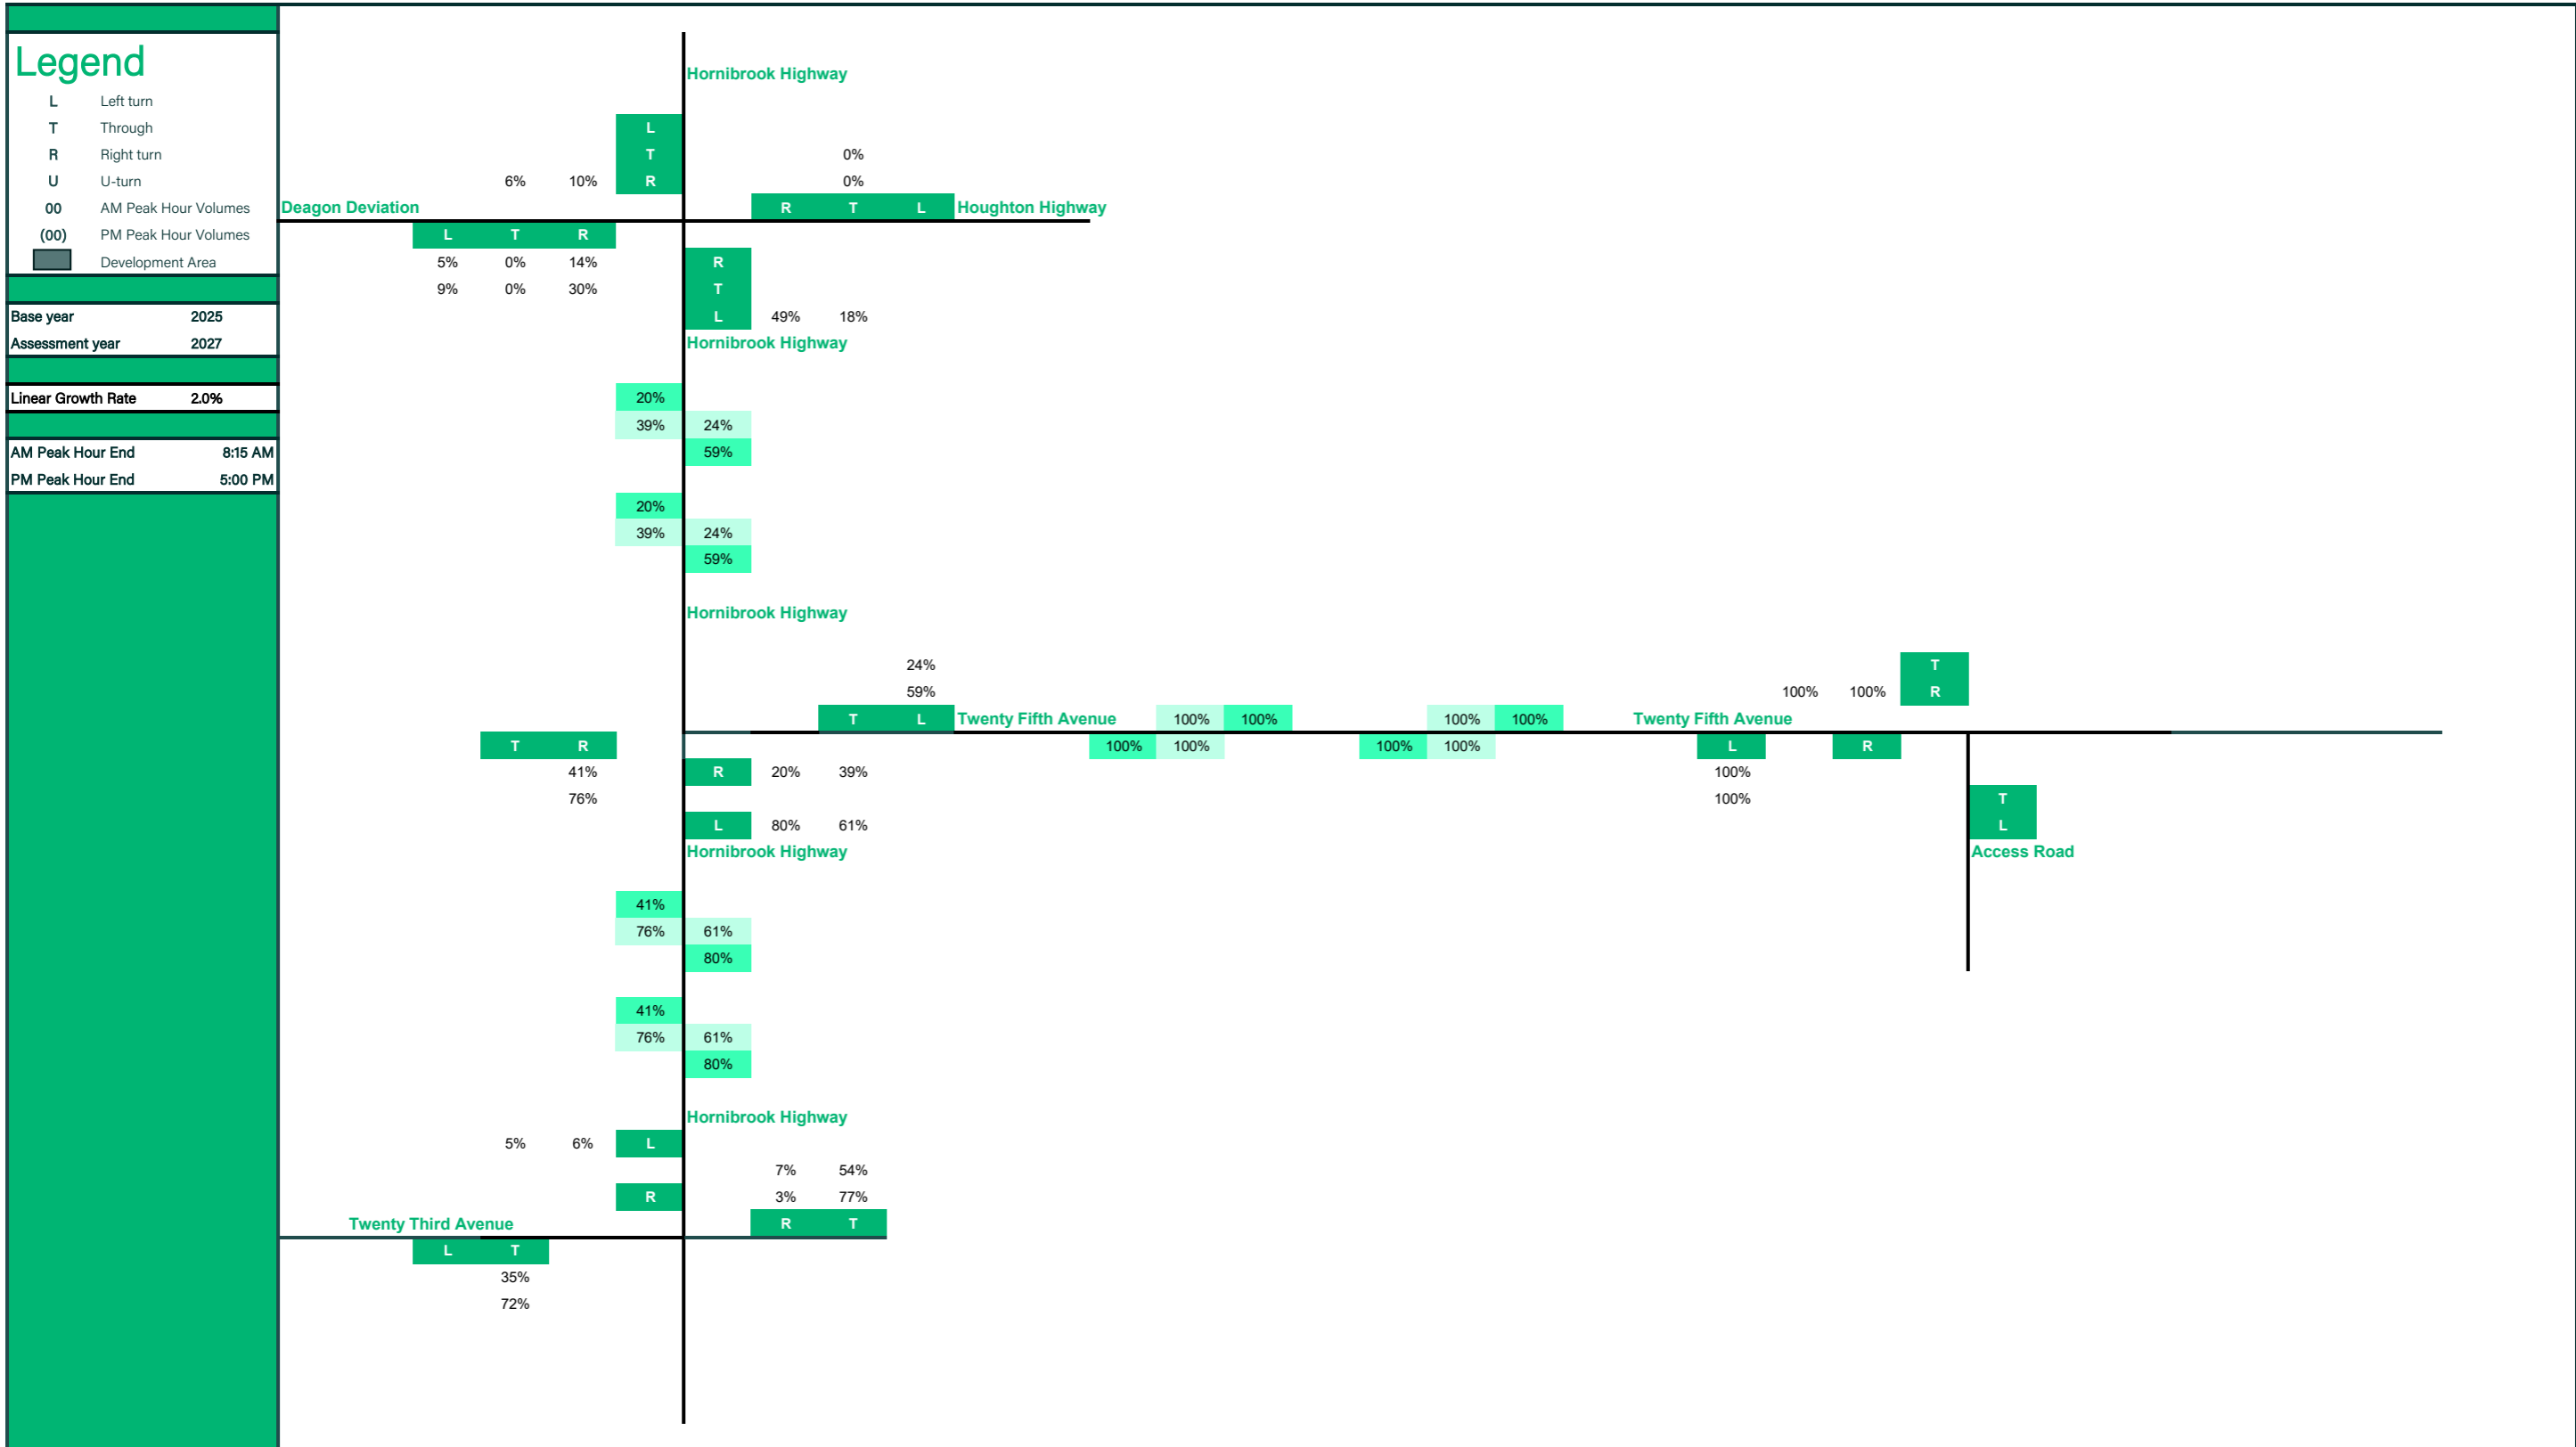 Legend
L Left turn
T Through
R Right turn
U U-turn
00 AM Peak Hour Volumes
(00) PM Peak Hour Volumes
Development Area
Base year 2025
Assessment year 2027
Linear Growth Rate 2.0%
AM Peak Hour End 8:15 AM
PM Peak Hour End 5:00 PM
Hornibrook Highway
L
T 0%
6% 10% R 0%
Deagon Deviation R T L Houghton Highway
L T R
5% 0% 14% R
9% 0% 30% T
L 49% 18%
Hornibrook Highway
20%
39% 24%
59%
20%
39% 24%
59%
Hornibrook Highway
24% T
59% 100% 100% R
T L Twenty Fifth Avenue 100% 100% 100% 100% Twenty Fifth Avenue
T R 100% 100% 100% 100% L R
41% R 20% 39% 100%
76% 100% T
L 80% 61% L
Hornibrook Highway Access Road
41%
76% 61%
80%
41%
76% 61%
80%
Hornibrook Highway
5% 6% L
7% 54%
R 3% 77%
Twenty Third Avenue R T
L T
35%
72%